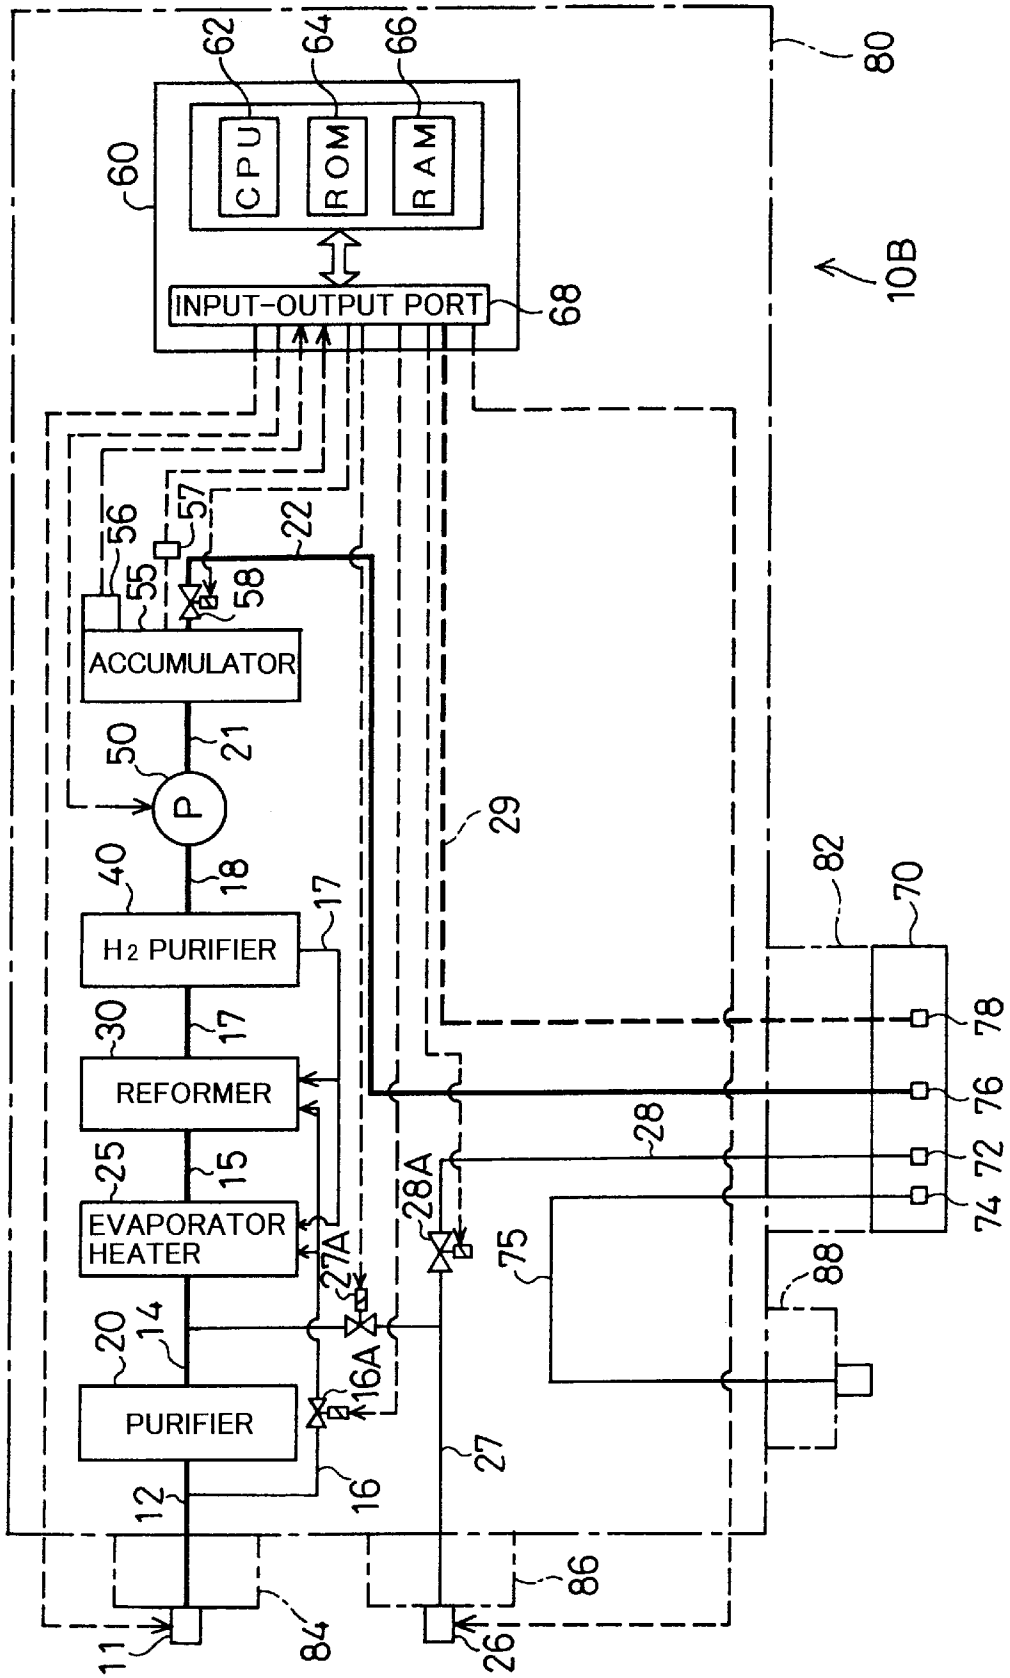 80
10B
60
62
CPU
64
ROM
66
RAM
INPUT-OUTPUT PORT
68
56
55
57
ACCUMULATOR
58
22
50
P
21
29
40
H2 PURIFIER
18
17
30
REFORMER
17
25
EVAPORATOR
HEATER
15
27A
28A
28
20
PURIFIER
14
16A
12
16
27
75
82
70
78
76
72
74
88
11
84
26
86